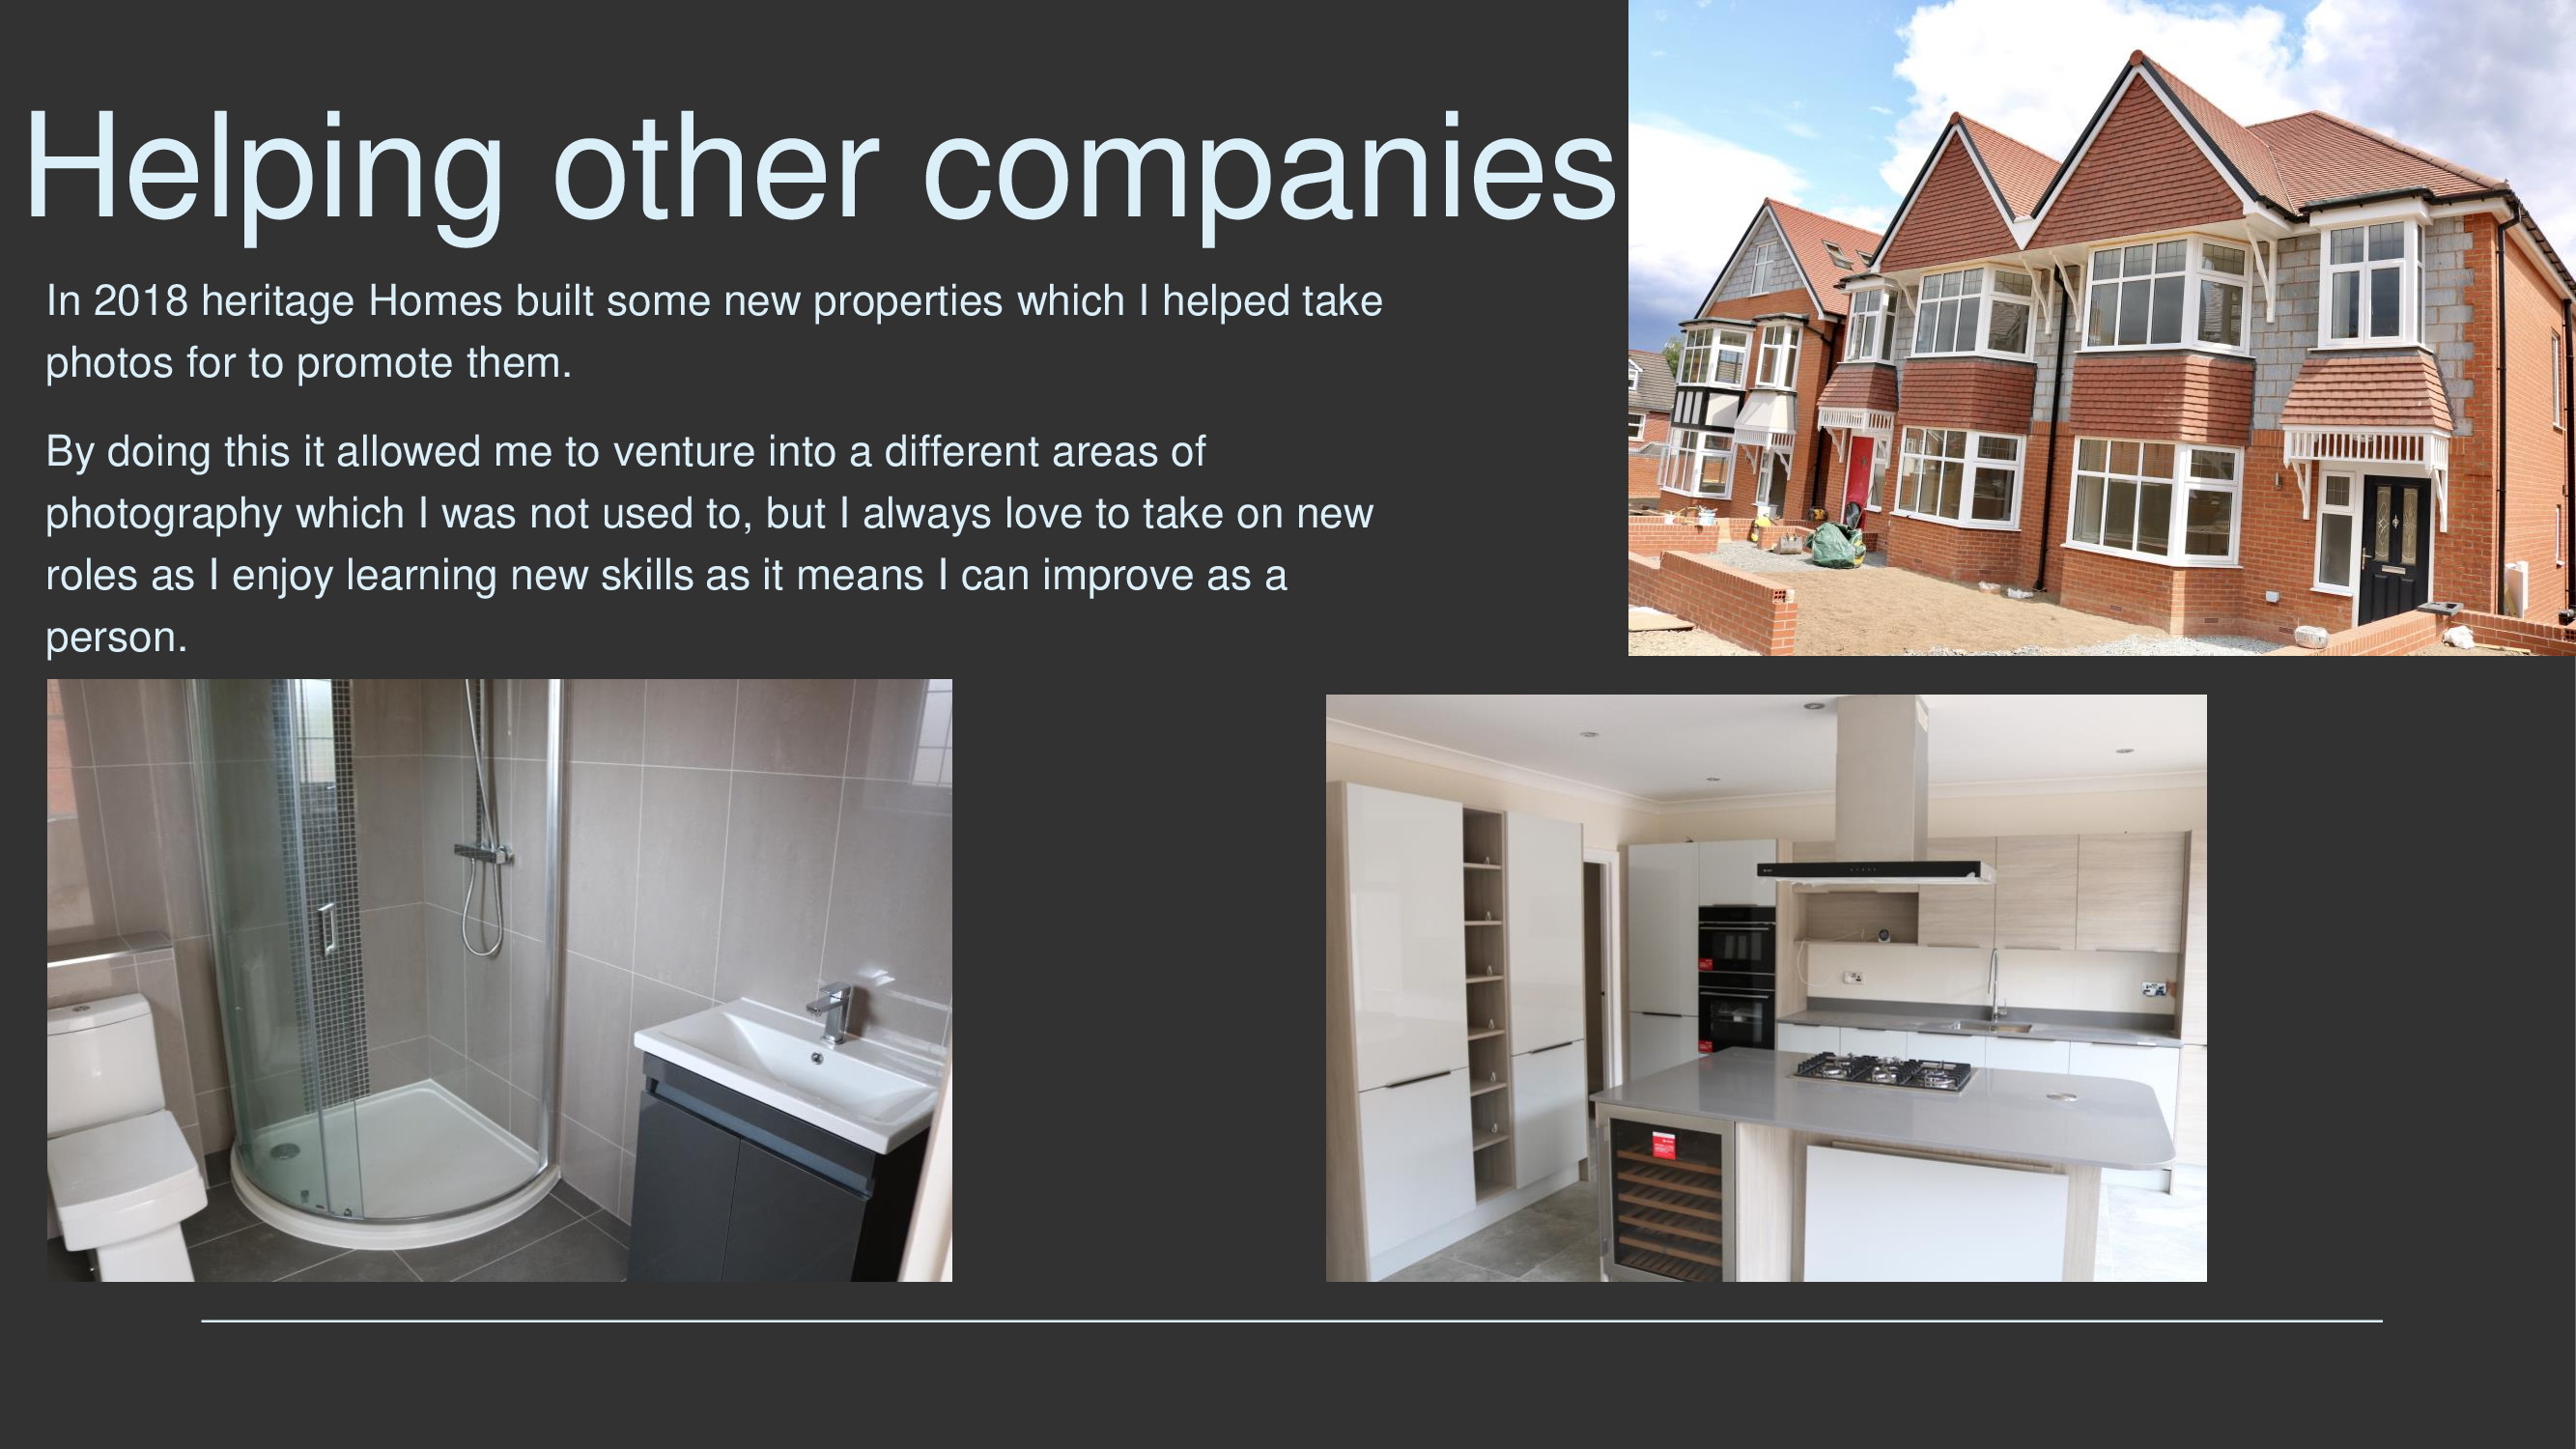 Helping other companies
In 2018 heritage Homes built some new properties which I helped take
photos for to promote them.
By doing this it allowed me to venture into a different areas of
photography which I was not used to, but I always love to take on new
roles as I enjoy learning new skills as it means I can improve as a
person.